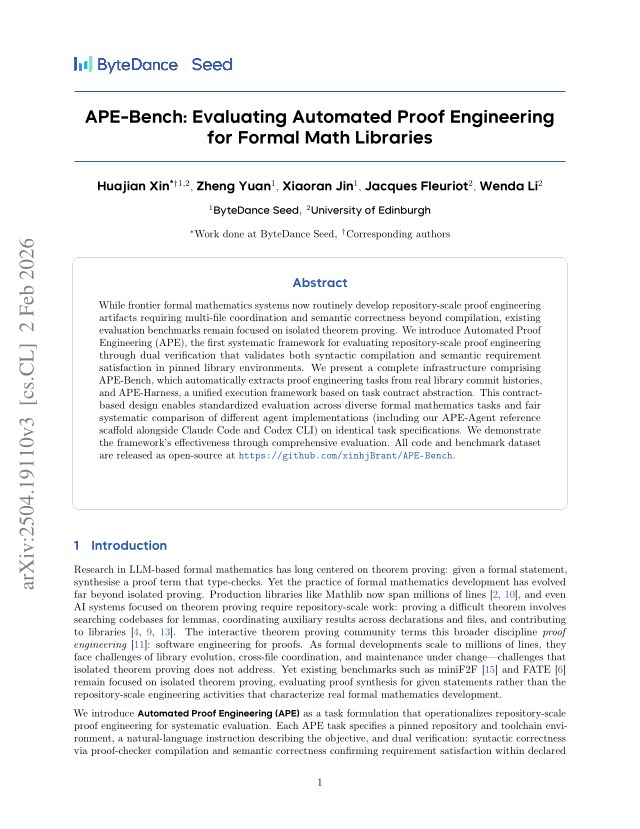 ByteDance | Seed
APE-Bench: Evaluating Automated Proof Engineering
for Formal Math Libraries
Huajian Xin*†1,2, Zheng Yuan1, Xiaoran Jin1, Jacques Fleuriot2, Wenda Li2
1ByteDance Seed, 2University of Edinburgh
*Work done at ByteDance Seed, †Corresponding authors
Abstract
While frontier formal mathematics systems now routinely develop repository-scale proof engineering
artifacts requiring multi-file coordination and semantic correctness beyond compilation, existing
evaluation benchmarks remain focused on isolated theorem proving. We introduce Automated Proof
Engineering (APE), the first systematic framework for evaluating repository-scale proof engineering
through dual verification that validates both syntactic compilation and semantic requirement
satisfaction in pinned library environments. We present a complete infrastructure comprising
APE-Bench, which automatically extracts proof engineering tasks from real library commit histories,
and APE-Harness, a unified execution framework based on task contract abstraction. This contract-
based design enables standardized evaluation across diverse formal mathematics tasks and fair
systematic comparison of different agent implementations (including our APE-Agent reference
scaffold alongside Claude Code and Codex CLI) on identical task specifications. We demonstrate
the framework's effectiveness through comprehensive evaluation. All code and benchmark dataset
are released as open-source at https://github.com/xinhjBrant/APE-Bench.
arXiv:2504.19110v3 [cs.CL] 2 Feb 2026
1 Introduction
Research in LLM-based formal mathematics has long centered on theorem proving: given a formal statement,
synthesise a proof term that type-checks. Yet the practice of formal mathematics development has evolved
far beyond isolated proving. Production libraries like Mathlib now span millions of lines [2, 10], and even
AI systems focused on theorem proving require repository-scale work: proving a difficult theorem involves
searching codebases for lemmas, coordinating auxiliary results across declarations and files, and contributing
to libraries [4, 9, 13]. The interactive theorem proving community terms this broader discipline proof
engineering [11]: software engineering for proofs. As formal developments scale to millions of lines, they
face challenges of library evolution, cross-file coordination, and maintenance under change—challenges that
isolated theorem proving does not address. Yet existing benchmarks such as miniF2F [15] and FATE [6]
remain focused on isolated theorem proving, evaluating proof synthesis for given statements rather than the
repository-scale engineering activities that characterize real formal mathematics development.
We introduce Automated Proof Engineering (APE) as a task formulation that operationalizes repository-scale
proof engineering for systematic evaluation. Each APE task specifies a pinned repository and toolchain envi-
ronment, a natural-language instruction describing the objective, and dual verification: syntactic correctness
via proof-checker compilation and semantic correctness confirming requirement satisfaction within declared
1